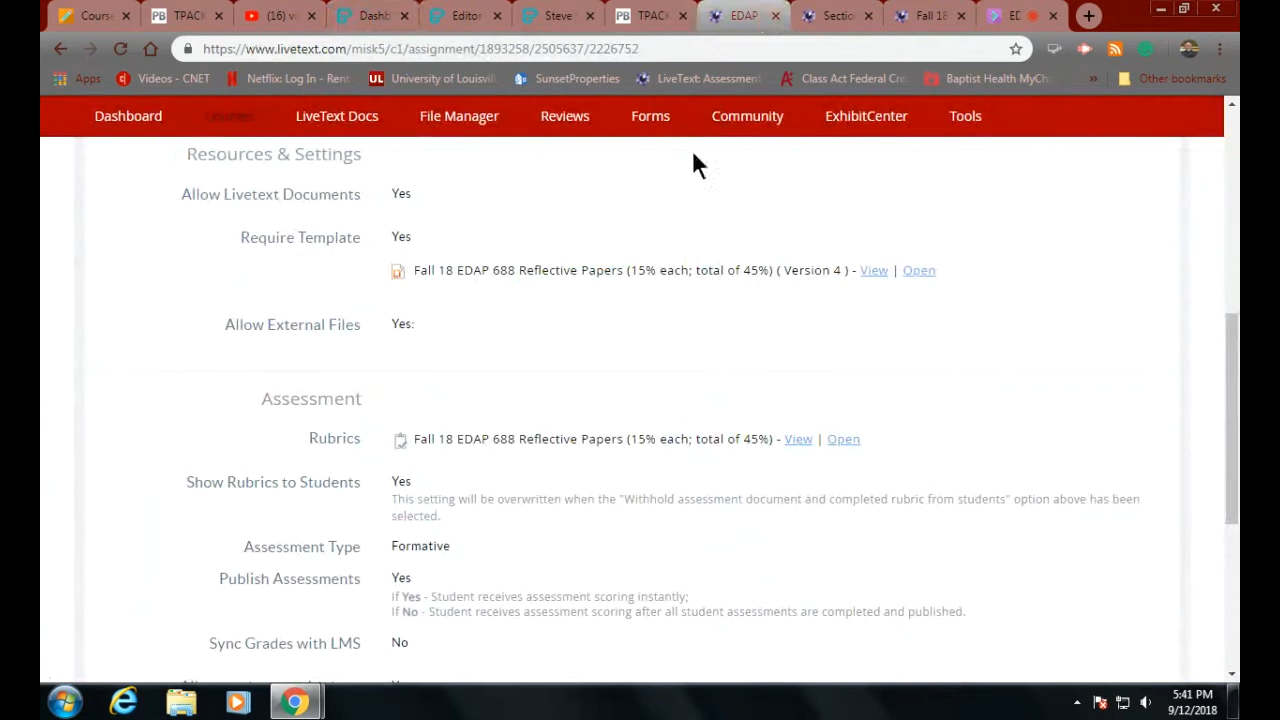 Course
PB TPACK
(16) v
Dashb
Editor
Steve
PB TPACK
EDAP
Sectio
Fall 18
ED
https://www.livetext.com/misk5/c1/assignment/1893258/2505637/2226752
Apps
Videos - CNET
Netflix: Log In - Rent
UL University of Louisvil
SunsetProperties
LiveText: Assessment
Class Act Federal Cre
Baptist Health MyCh
»
Other bookmarks
Dashboard
Courses
LiveText Docs
File Manager
Reviews
Forms
Community
ExhibitCenter
Tools
Resources & Settings
Allow Livetext Documents Yes
Require Template Yes
Fall 18 EDAP 688 Reflective Papers (15% each; total of 45%) ( Version 4 ) - View | Open
Allow External Files Yes:
Assessment
Rubrics Fall 18 EDAP 688 Reflective Papers (15% each; total of 45%) - View | Open
Show Rubrics to Students Yes
This setting will be overwritten when the "Withhold assessment document and completed rubric from students" option above has been
selected.
Assessment Type Formative
Publish Assessments Yes
If Yes - Student receives assessment scoring instantly;
If No - Student receives assessment scoring after all student assessments are completed and published.
Sync Grades with LMS No
5:41 PM
9/12/2018